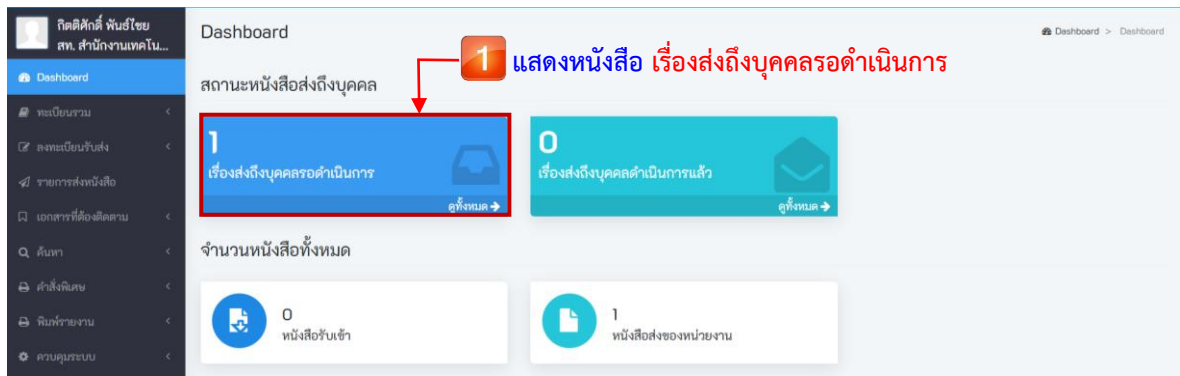 กิตติศักดิ์ พันธ์ไชย
สท. สำนักงานเทคโน...
Dashboard
ทะเบียนรวม
ลงทะเบียนรับส่ง
รายการส่งหนังสือ
เอกสารที่ต้องติดตาม
ค้นหา
คำสั่งพิเศษ
พิมพ์รายงาน
ควบคุมระบบ
Dashboard
Dashboard > Dashboard
1 แสดงหนังสือ เรื่องส่งถึงบุคคลรอดำเนินการ
สถานะหนังสือส่งถึงบุคคล
1
เรื่องส่งถึงบุคคลรอดำเนินการ
ดูทั้งหมด
0
เรื่องส่งถึงบุคคลดำเนินการแล้ว
ดูทั้งหมด
จำนวนหนังสือทั้งหมด
0
หนังสือรับเข้า
1
หนังสือส่งของหน่วยงาน